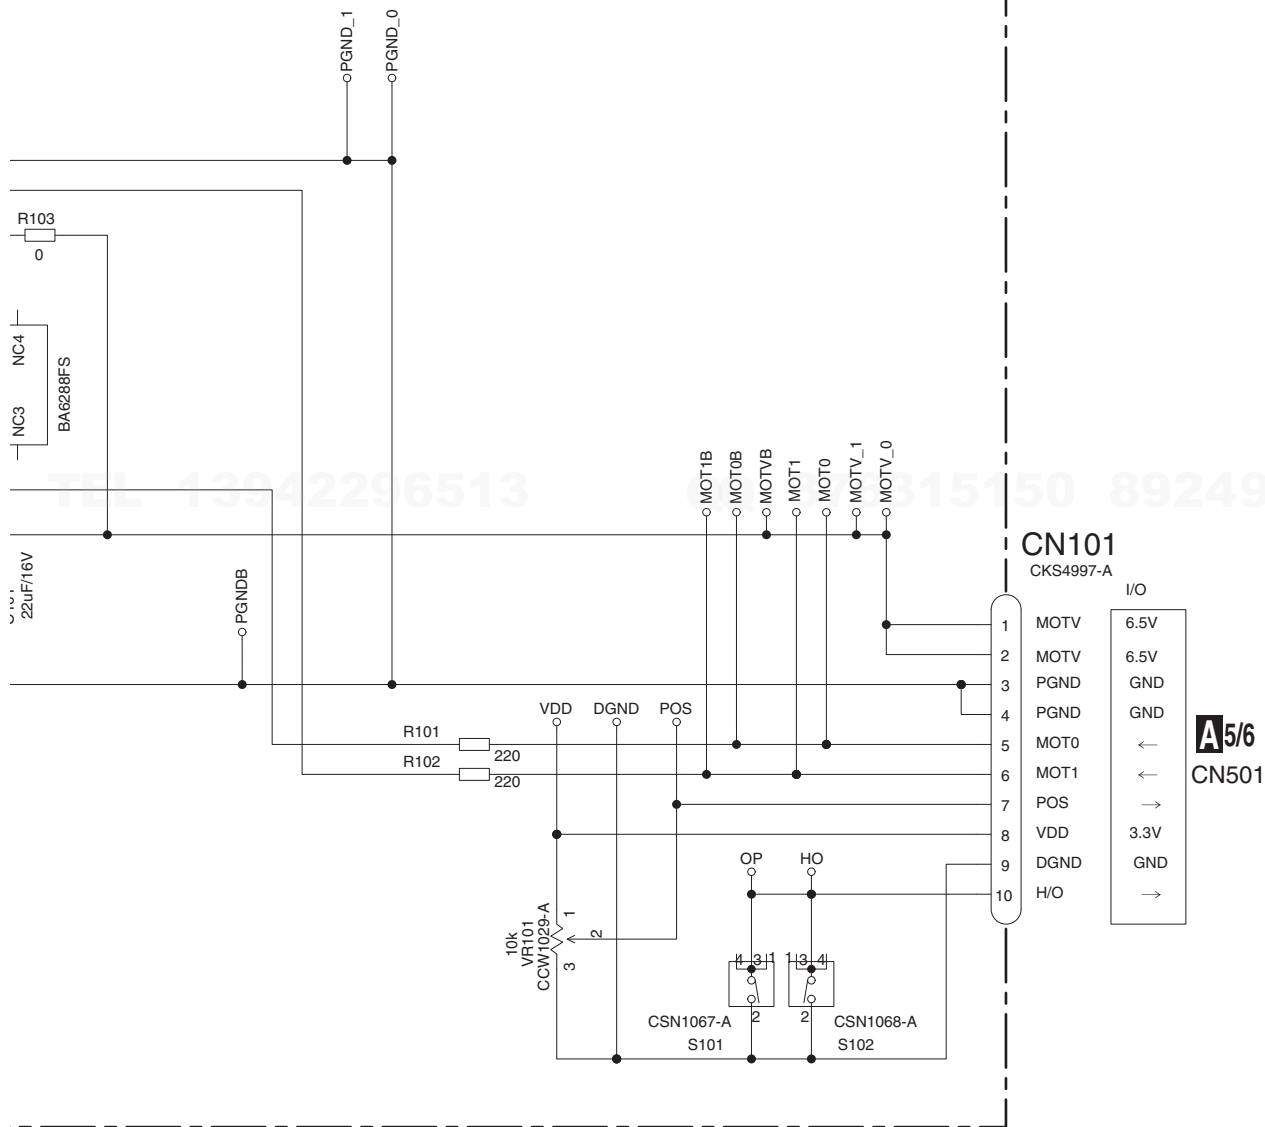 PGND_1
PGND_0
R103
0
NC4
NC3
BA6288FS
TEL 13942296513
892249
MOT1B
MOT0B
MOTVB
MOT1
MOT0
MOTV_1
MOTV_0
22uF/16V
PGNDB
CN101
CKS4997-A
I/O
1 MOTV 6.5V
2 MOTV 6.5V
3 PGND GND
4 PGND GND
5 MOT0 ←
6 MOT1 ←
7 POS →
8 VDD 3.3V
9 DGND GND
10 H/O →
A 5/6
CN501
VDD
DGND
POS
R101
220
R102
220
OP
HO
10k
VR101
CCW1029-A
1
2
3
4 3 1
1 3 4
2
2
CSN1067-A
S101
CSN1068-A
S102